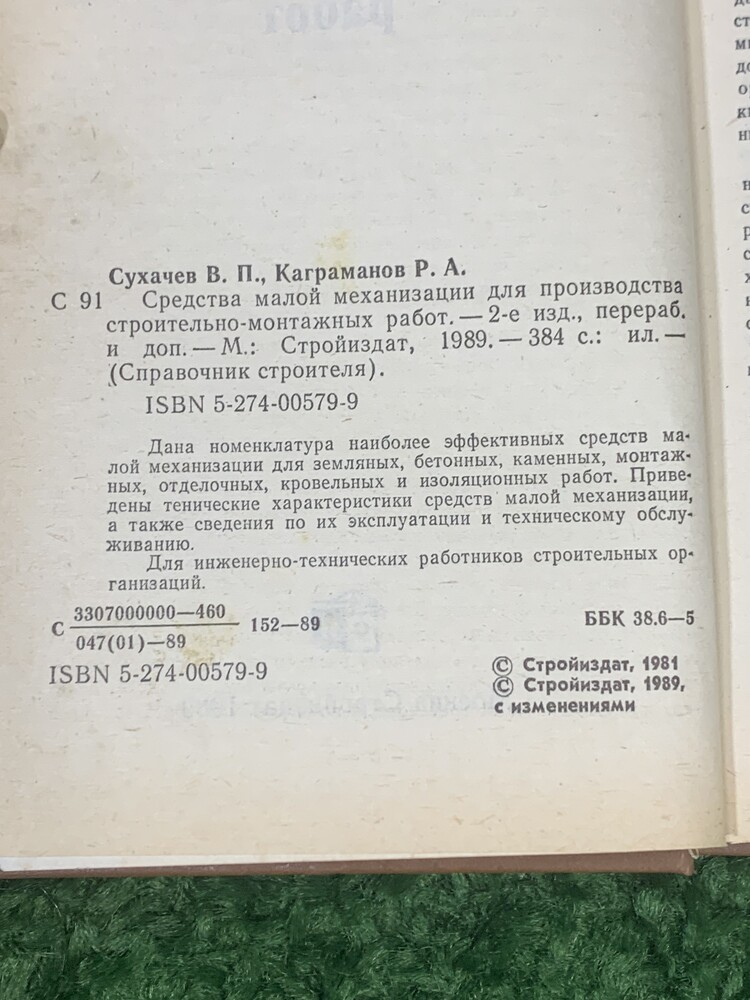 Сухачев В. П., Каграманов Р. А.
С 91 Средства малой механизации для производства
строительно-монтажных работ. — 2-е изд., перераб.
и доп. — М.: Стройиздат, 1989. — 384 с.: ил. —
(Справочник строителя).
ISBN 5-274-00579-9
Дана номенклатура наиболее эффективных средств ма-
лой механизации для земляных, бетонных, каменных, монтаж-
ных, отделочных, кровельных и изоляционных работ. Приве-
дены тенические характеристики средств малой механизации,
а также сведения по их эксплуатации и техническому обслу-
живанию.
Для инженерно-технических работников строительных ор-
ганизаций.
С 3307000000—460 152—89
047(01)—89
ББК 38.6—5
ISBN 5-274-00579-9
© Стройиздат, 1981
© Стройиздат, 1989,
с изменениями